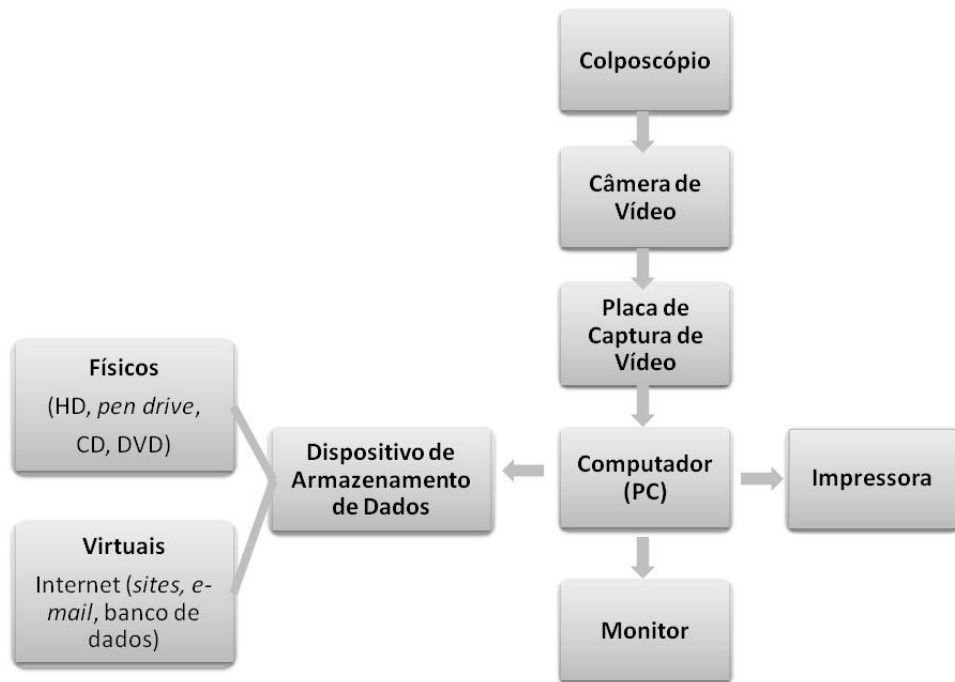 Colposcópio
Câmera de
Vídeo
Placa de
Captura de
Vídeo
Físicos
(HD, pen drive,
CD, DVD)
Dispositivo de
Armazenamento
de Dados
Computador
(PC)
Impressora
Virtuais
Internet (sites, e-
mail, banco de
dados)
Monitor